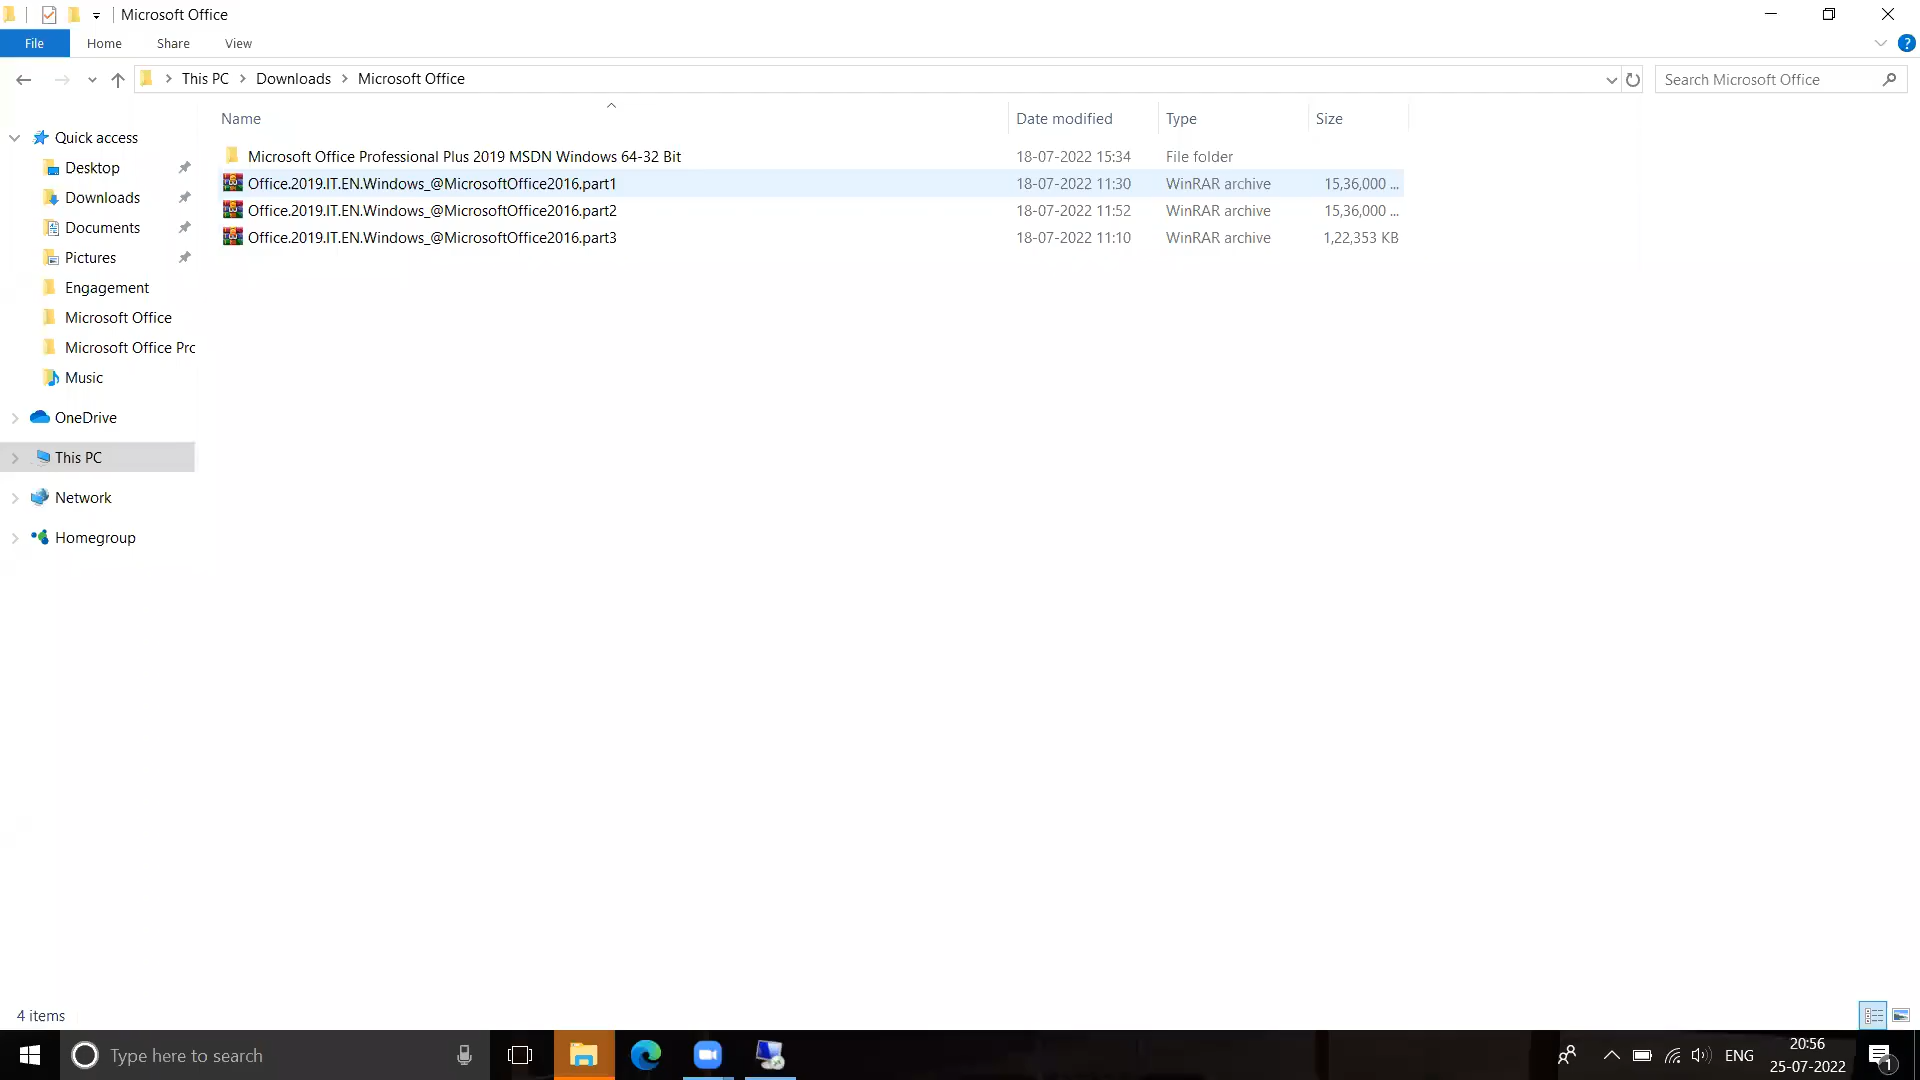 Microsoft Office
File Home Share View
This PC Downloads Microsoft Office
Search Microsoft Office
Name Date modified Type Size
Quick access
Desktop
Downloads
Documents
Pictures
Engagement
Microsoft Office
Microsoft Office Pro
Music
OneDrive
This PC
Network
Homegroup
Microsoft Office Professional Plus 2019 MSDN Windows 64-32 Bit 18-07-2022 15:34 File folder
Office.2019.IT.EN.Windows_@MicrosoftOffice2016.part1 18-07-2022 11:30 WinRAR archive 15,36,000 ...
Office.2019.IT.EN.Windows_@MicrosoftOffice2016.part2 18-07-2022 11:52 WinRAR archive 15,36,000 ...
Office.2019.IT.EN.Windows_@MicrosoftOffice2016.part3 18-07-2022 11:10 WinRAR archive 1,22,353 KB
4 items
Type here to search
ENG
20:56
25-07-2022
1